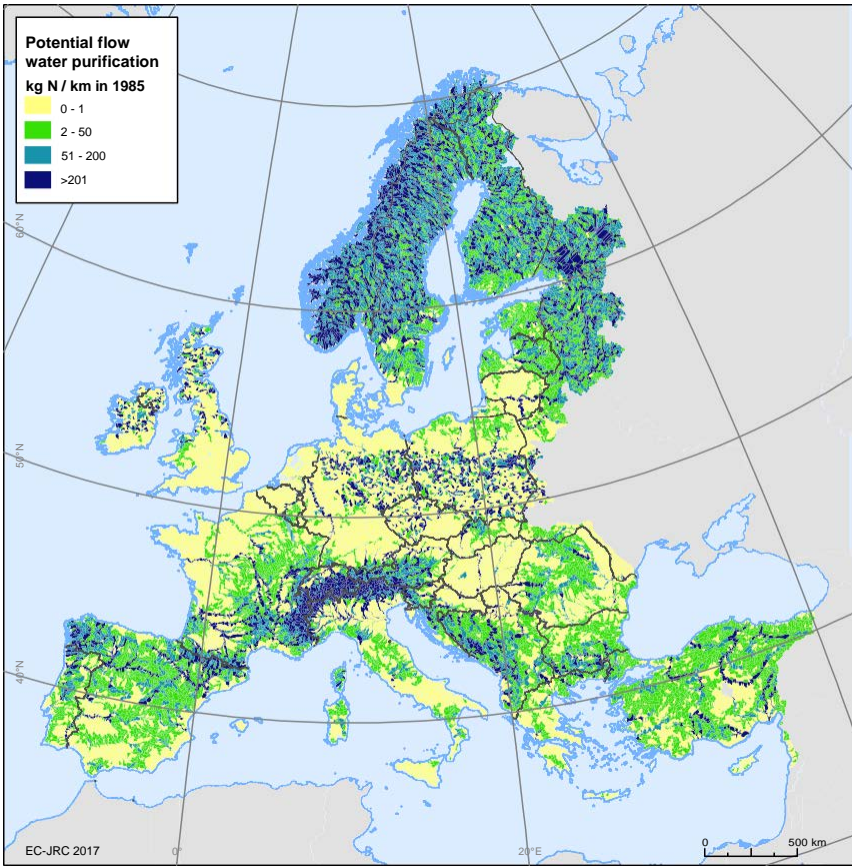 Potential flow
water purification
kg N / km in 1985
0 - 1
2 - 50
51 - 200
>201
60°N
50°N
40°N
EC-JRC 2017
0°
20°E
0
500 km